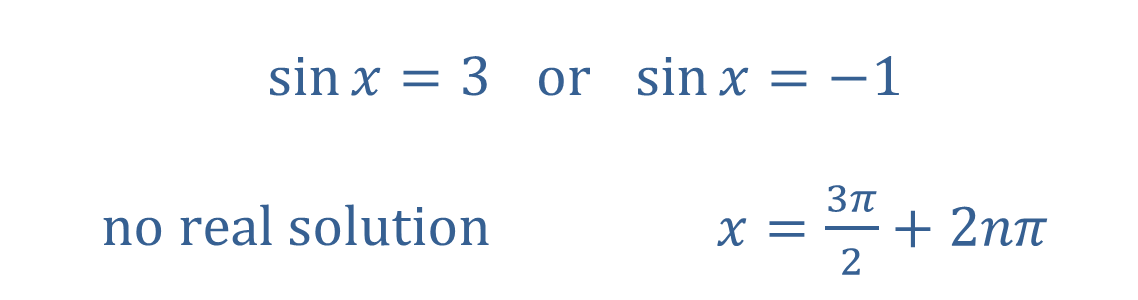 sin x = 3 or sin x = −1
no real solution x = 3π/2 + 2nπ